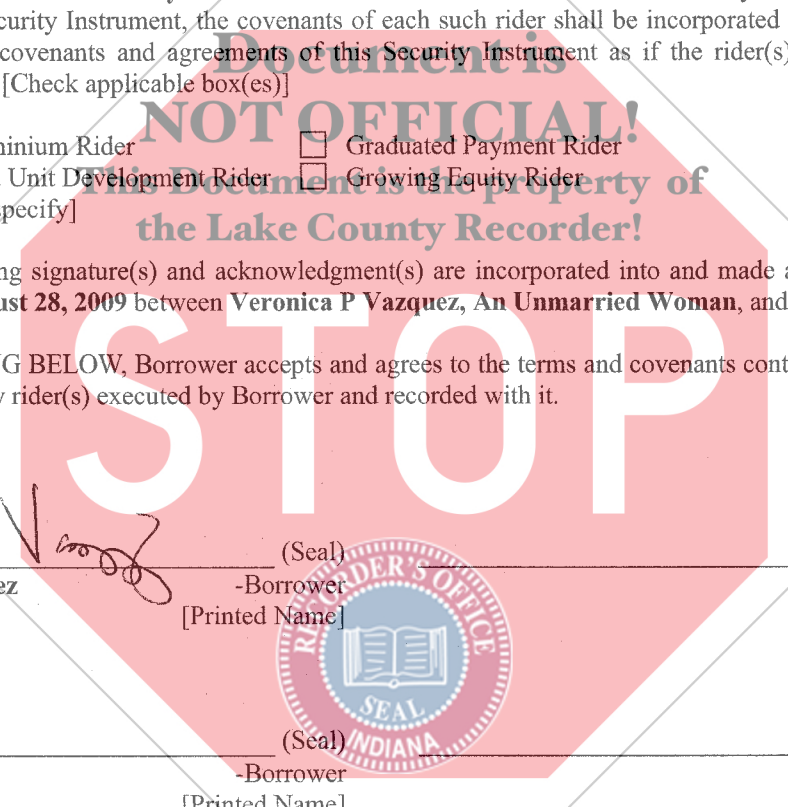 curity Instrument, the covenants of each such rider shall be incorporated
covenants and agreements of this Security Instrument as if the rider(s)
Document is
[Check applicable box(es)]
NOT OFFICIAL!
ninium Rider Graduated Payment Rider
Unit Development Rider Growing Equity Rider
This Document is the property of
pecify]
the Lake County Recorder!
ng signature(s) and acknowledgment(s) are incorporated into and made a
ust 28, 2009 between Veronica P Vazquez, An Unmarried Woman, and
STOP
G BELOW, Borrower accepts and agrees to the terms and covenants cont
y rider(s) executed by Borrower and recorded with it.
(Seal)
ez -Borrower
[Printed Name]
RECORDER'S OFFICE
SEAL
INDIANA
(Seal)
-Borrower
[Printed Name]